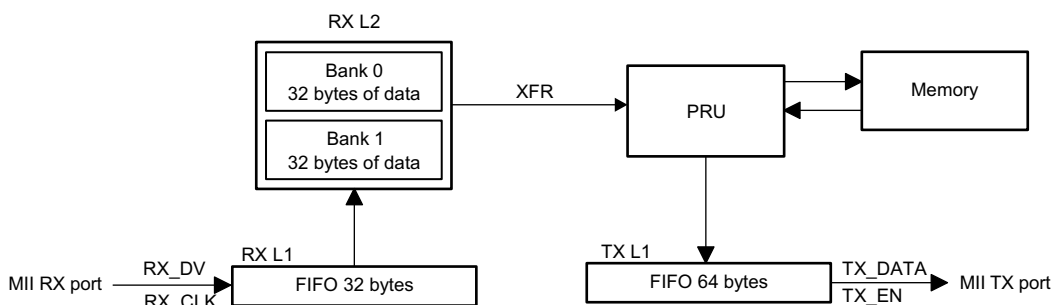 RX L2
Bank 0
32 bytes of data
XFR
PRU
Memory
Bank 1
32 bytes of data
RX L1
TX L1
MII RX port
RX_DV
RX_CLK
FIFO 32 bytes
FIFO 64 bytes
TX_DATA
TX_EN
MII TX port